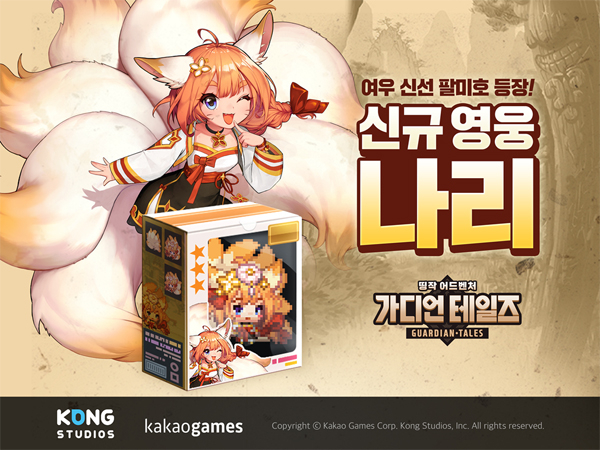 여우 신선 팔미호 등장!
신규 영웅
나리
띵작 어드벤처
가디언 테일즈
GUARDIAN·TALES
KONG
STUDIOS
kakaogames
Copyright ⓒ Kakao Games Corp. Kong Studios, Inc. All rights reserved.